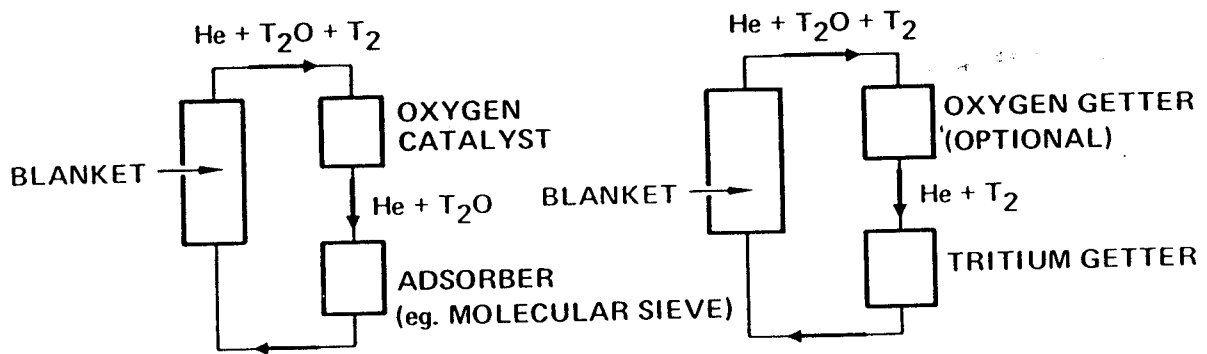 He + T2O + T2
OXYGEN
CATALYST
BLANKET
He + T2O
ADSORBER
(eg. MOLECULAR SIEVE)
He + T2O + T2
OXYGEN GETTER
(OPTIONAL)
BLANKET
He + T2
TRITIUM GETTER